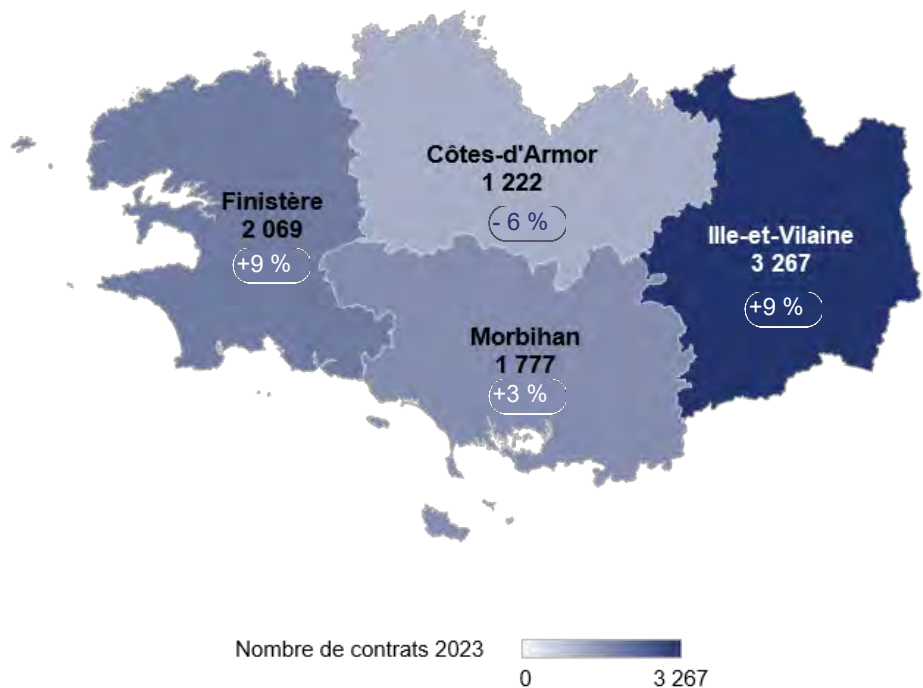 Côtes-d'Armor
1 222
- 6 %
Finistère
2 069
+9 %
Ille-et-Vilaine
3 267
+9 %
Morbihan
1 777
+3 %
Nombre de contrats 2023
0
3 267